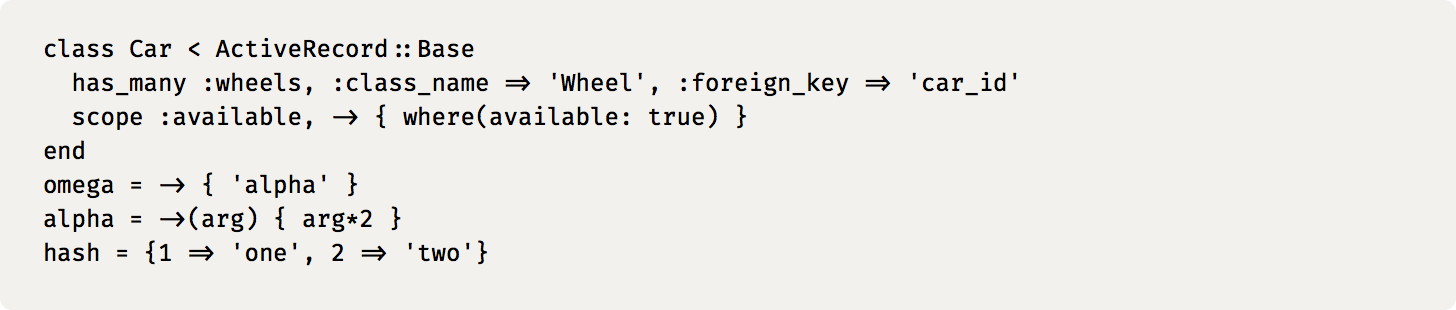 class Car < ActiveRecord::Base
  has_many :wheels, :class_name => 'Wheel', :foreign_key => 'car_id'
  scope :available, -> { where(available: true) }
end
omega = -> { 'alpha' }
alpha = ->(arg) { arg*2 }
hash = {1 => 'one', 2 => 'two'}